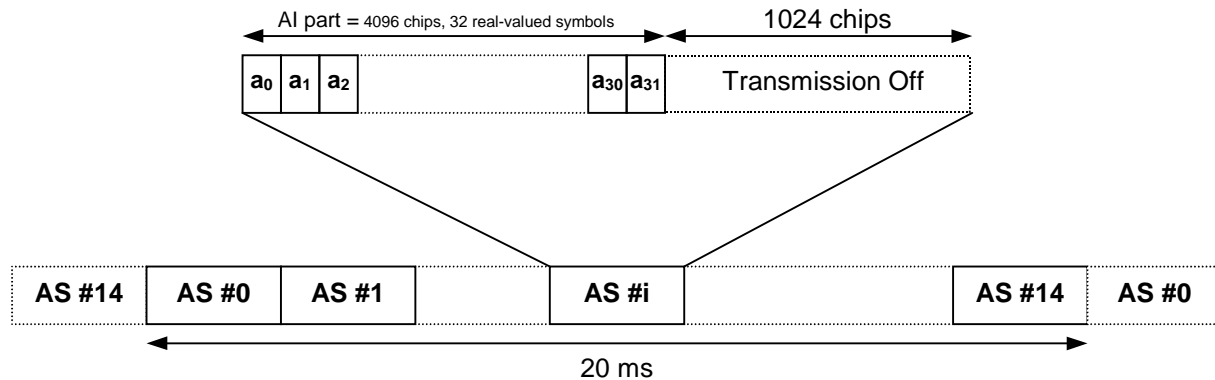 AI part = 4096 chips, 32 real-valued symbols
1024 chips
a0 a1 a2 a30 a31 Transmission Off
AS #14 AS #0 AS #1 AS #i AS #14 AS #0
20 ms